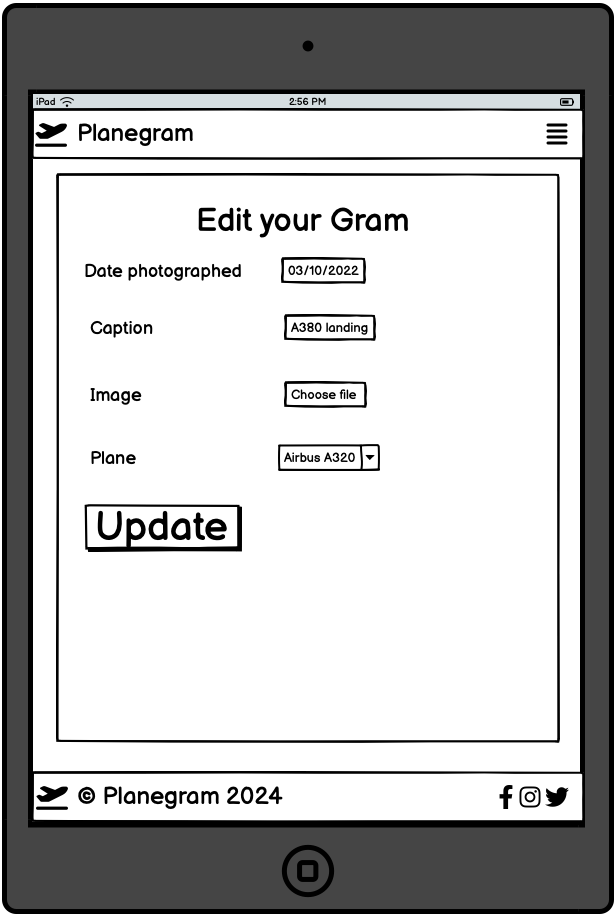 iPad 2:56 PM
Planegram
Edit your Gram
Date photographed 03/10/2022
Caption A380 landing
Image Choose file
Plane Airbus A320
Update
© Planegram 2024